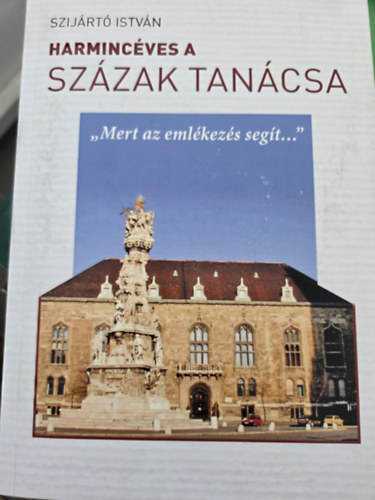 SZIJÁRTÓ ISTVÁN
HARMINCÉVES A
SZÁZAK TANÁCSA
„Mert az emlékezés segít..."